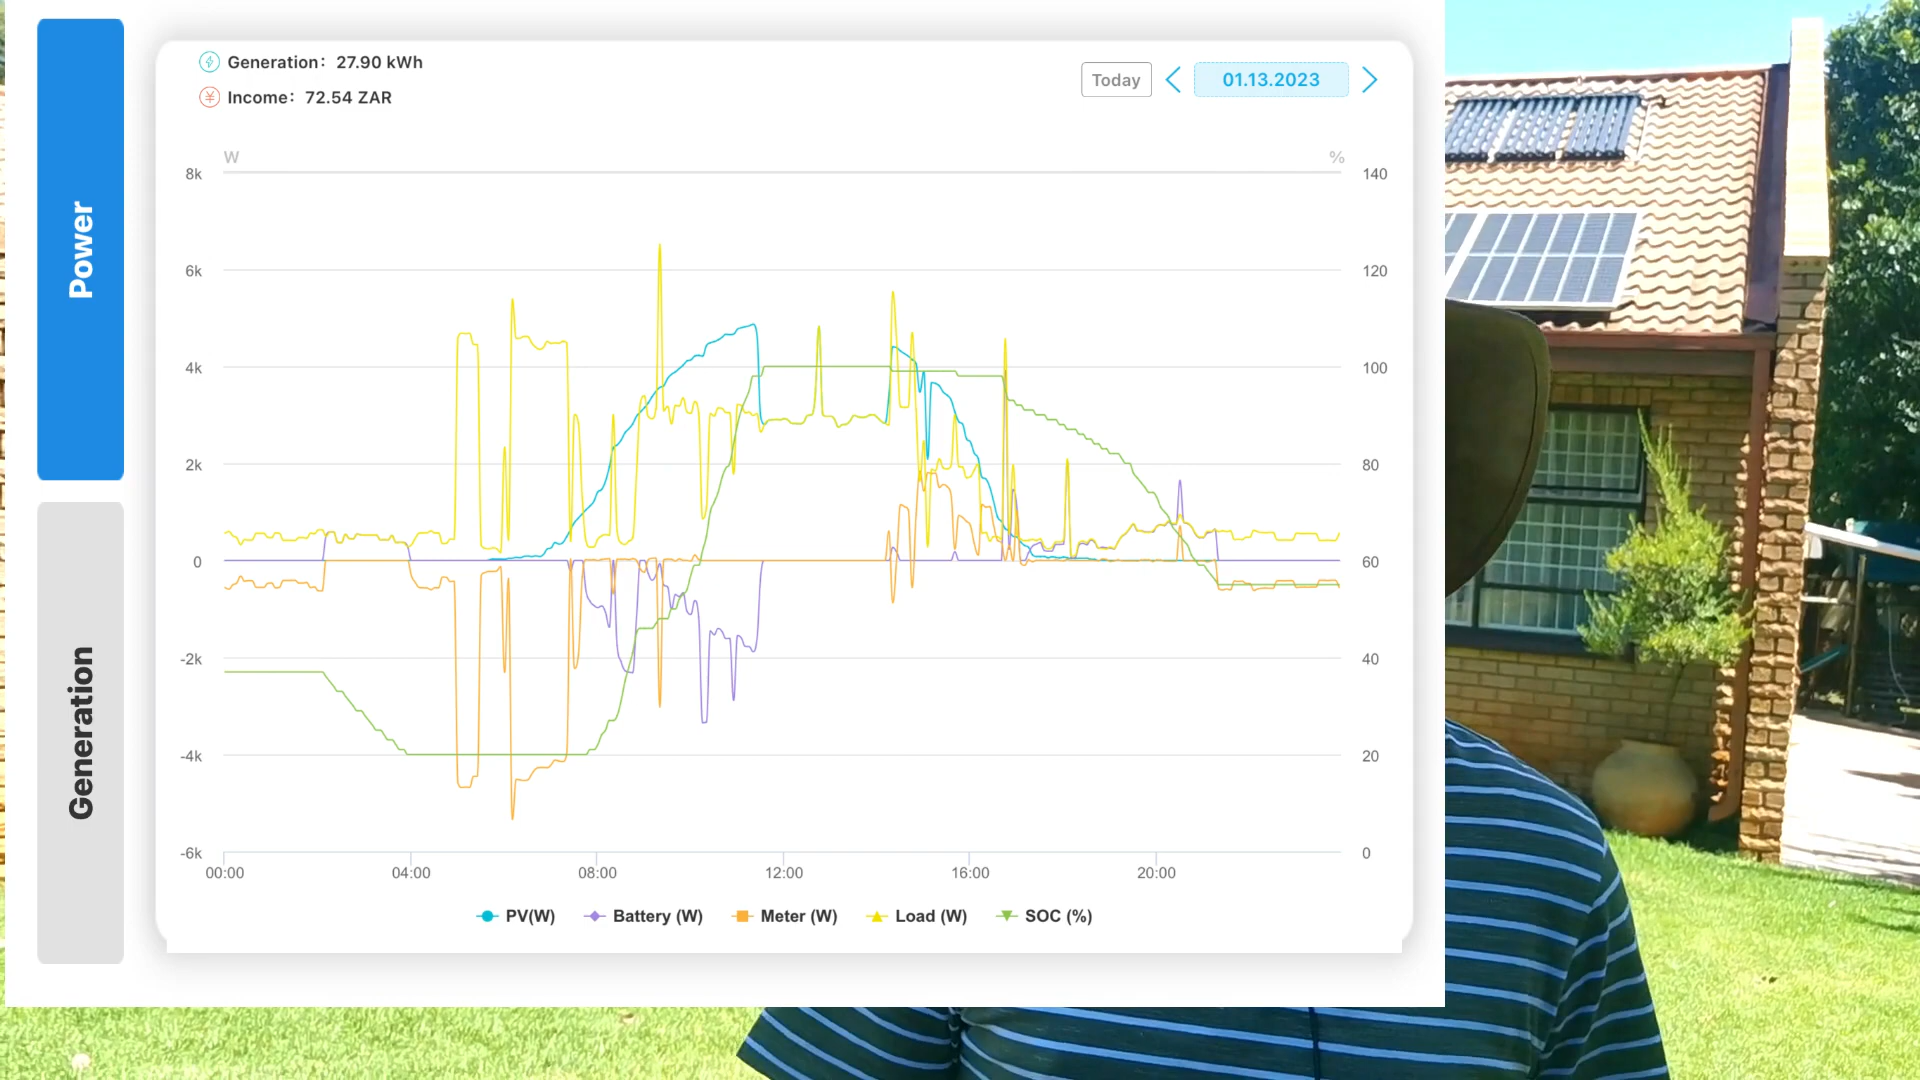 Power
Generation
Generation: 27.90 kWh
Income: 72.54 ZAR
Today
01.13.2023
W
%
8k
6k
4k
2k
0
-2k
-4k
-6k
140
120
100
80
60
40
20
0
00:00
04:00
08:00
12:00
16:00
20:00
PV(W)
Battery (W)
Meter (W)
Load (W)
SOC (%)